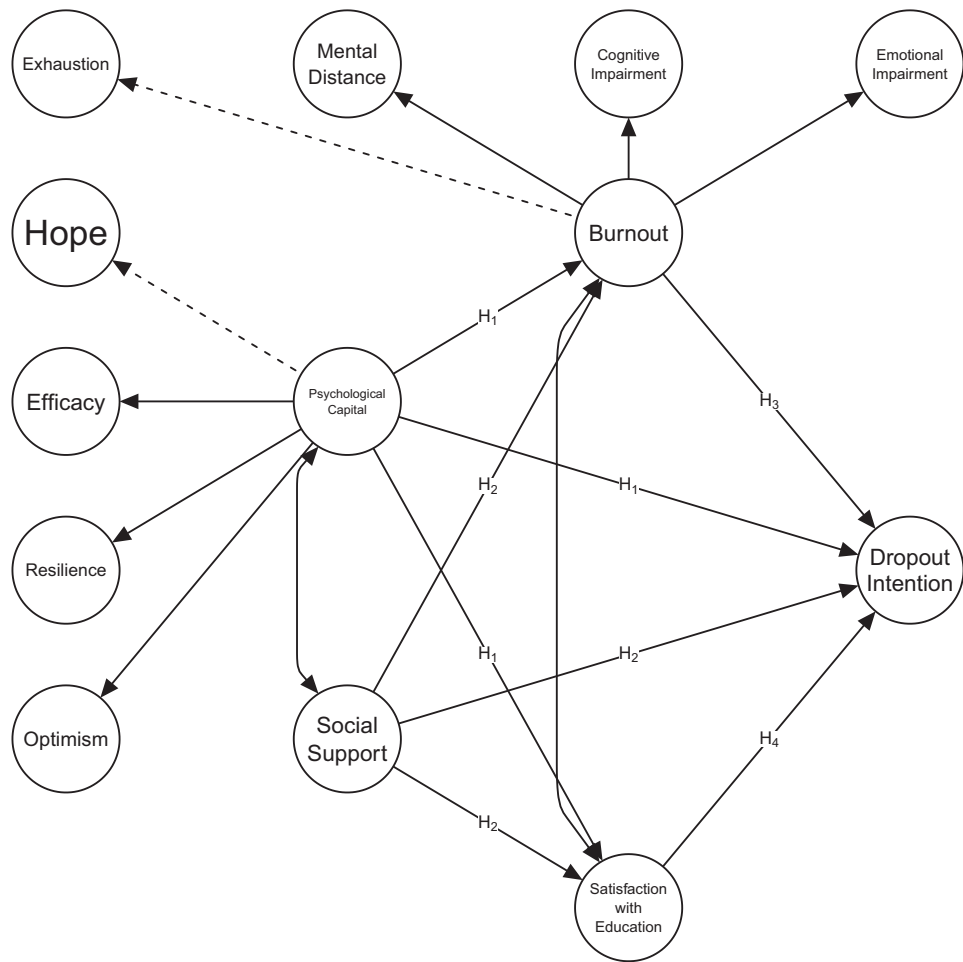 Exhaustion
Mental
Distance
Cognitive
Impairment
Emotional
Impairment
Hope
Burnout
H₁
Efficacy
Psychological
Capital
H₃
H₂
H₁
Resilience
Dropout
Intention
H₁
H₂
Optimism
Social
Support
H₄
H₂
Satisfaction
with
Education